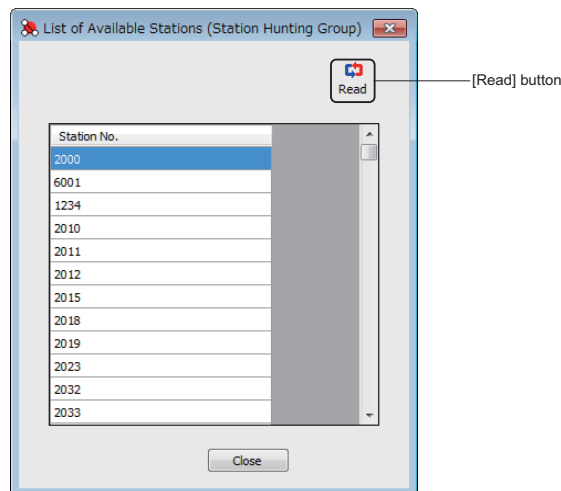 List of Available Stations (Station Hunting Group)
Read
[Read] button
Station No.
2000
6001
1234
2010
2011
2012
2015
2018
2019
2023
2032
2033
Close